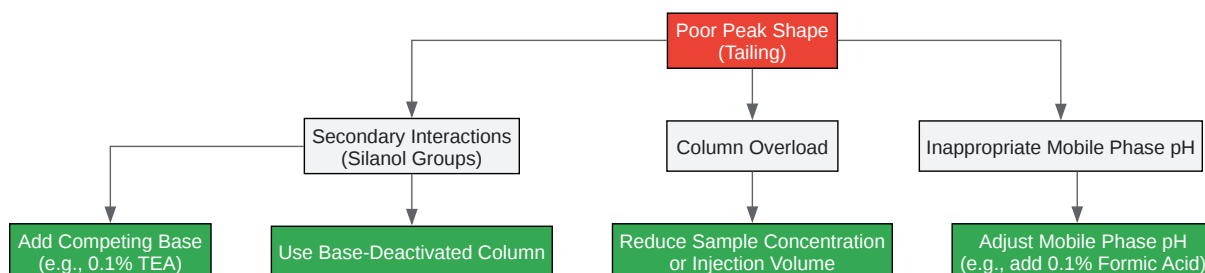 Poor Peak Shape
(Tailing)
Secondary Interactions
(Silanol Groups)
Column Overload
Inappropriate Mobile Phase pH
Add Competing Base
(e.g., 0.1% TEA)
Use Base-Deactivated Column
Reduce Sample Concentration
or Injection Volume
Adjust Mobile Phase pH
(e.g., add 0.1% Formic Acid)